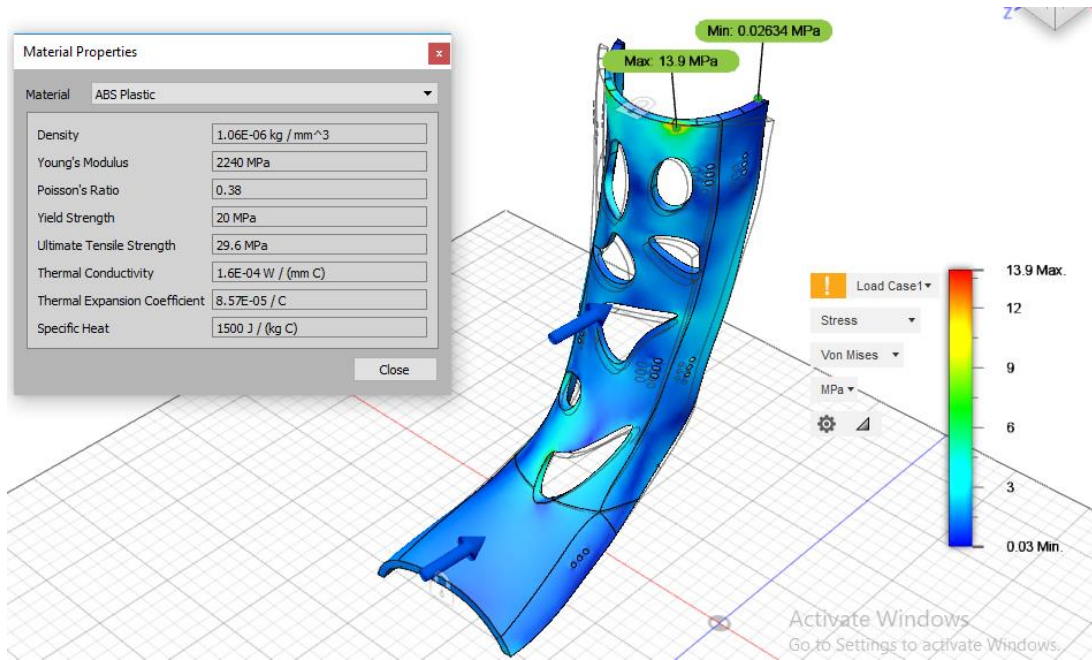 Material Properties
x
Material ABS Plastic
Density 1.06E-06 kg / mm^3
Young's Modulus 2240 MPa
Poisson's Ratio 0.38
Yield Strength 20 MPa
Ultimate Tensile Strength 29.6 MPa
Thermal Conductivity 1.6E-04 W / (mm C)
Thermal Expansion Coefficient 8.57E-05 / C
Specific Heat 1500 J / (kg C)
Close
Z
Min: 0.02634 MPa
Max: 13.9 MPa
! Load Case1
Stress
Von Mises
MPa
13.9 Max.
12
9
6
3
0.03 Min.
Activate Windows
Go to Settings to activate Windows.